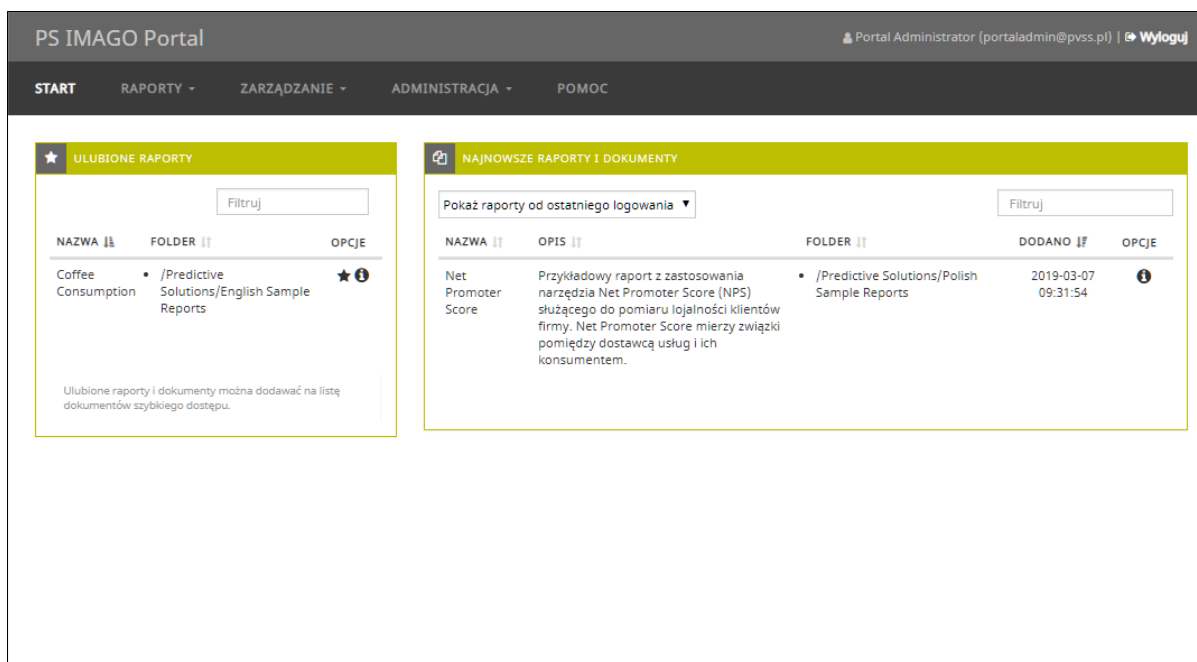 PS IMAGO Portal
Portal Administrator (portaladmin@pvss.pl) | Wyloguj
START RAPORTY ZARZĄDZANIE ADMINISTRACJA POMOC
ULUBIONE RAPORTY
Filtruj
NAZWA FOLDER OPCJE
Coffee • /Predictive
Consumption Solutions/English Sample
Reports
Ulubione raporty i dokumenty można dodawać na listę
dokumentów szybkiego dostępu.
NAJNOWSZE RAPORTY I DOKUMENTY
Pokaż raporty od ostatniego logowania Filtruj
NAZWA OPIS FOLDER DODANO OPCJE
Net Przykładowy raport z zastosowania • /Predictive Solutions/Polish 2019-03-07
Promoter narzędzia Net Promoter Score (NPS) Sample Reports 09:31:54
Score służącego do pomiaru lojalności klientów
firmy. Net Promoter Score mierzy związki
pomiędzy dostawcą usług i ich
konsumentem.